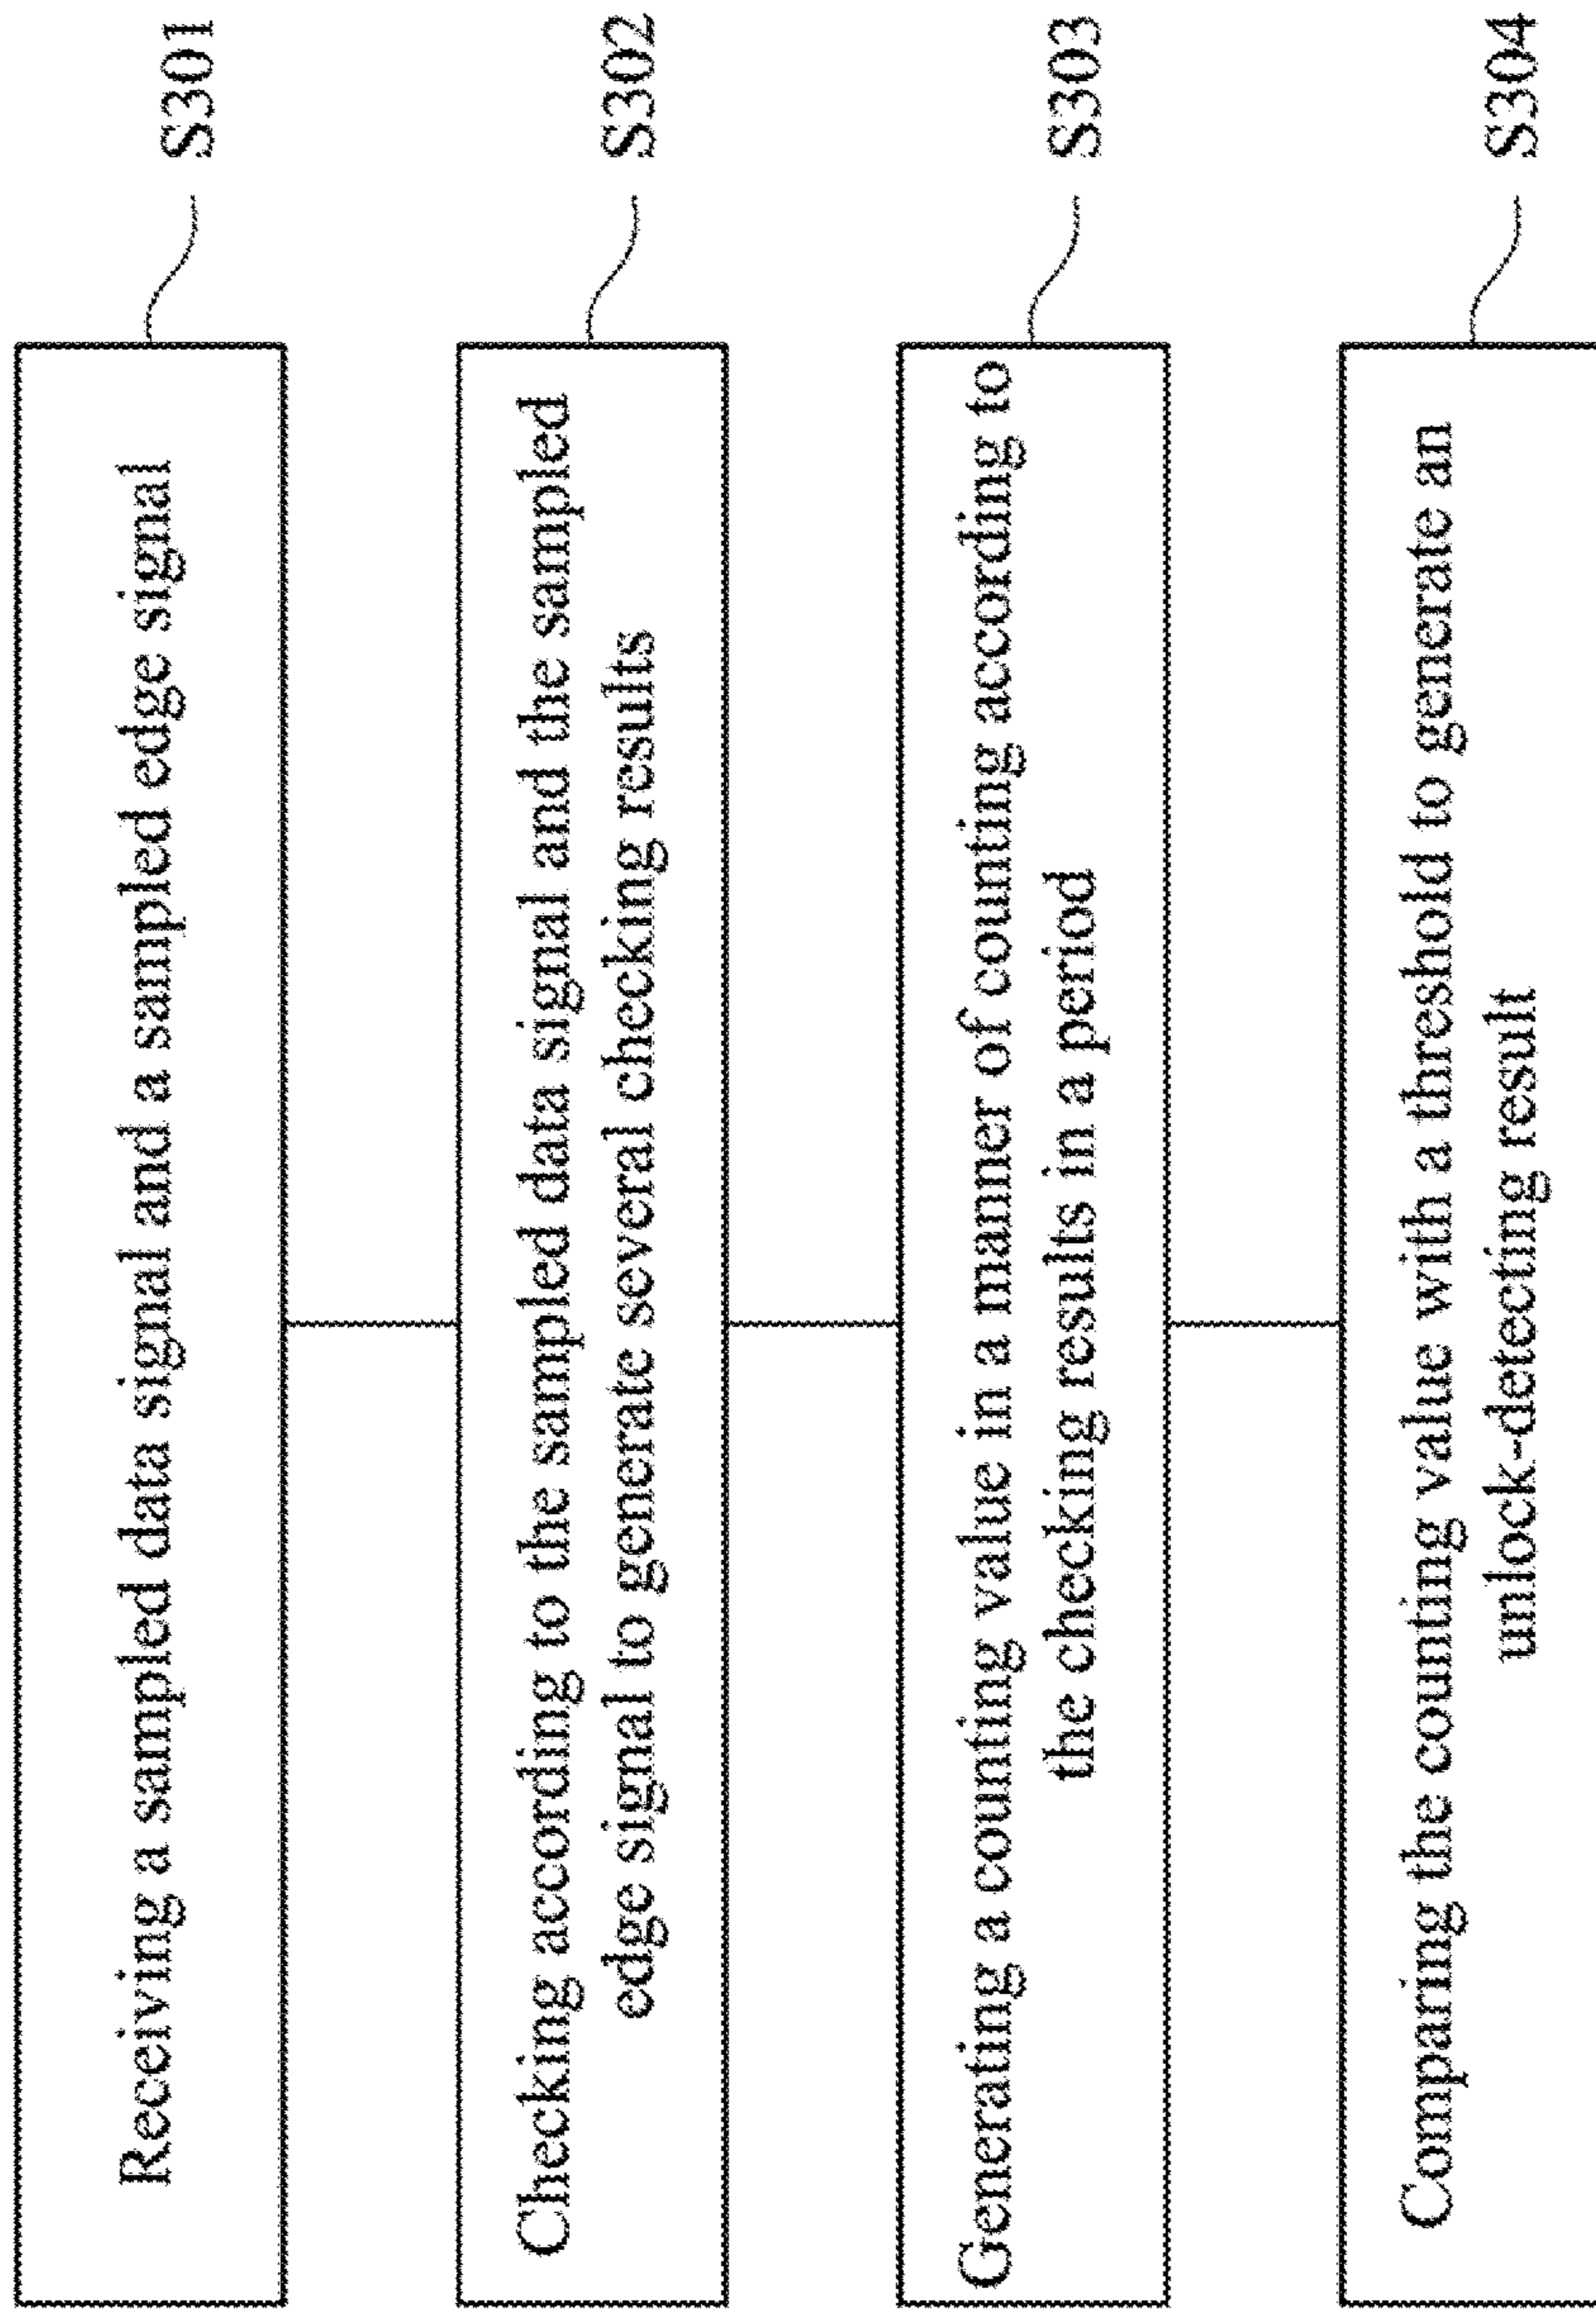 Receiving a sampled data signal and a sampled edge signal
S301
Checking according to the sampled data signal and the sampled
edge signal to generate several checking results
S302
Generating a counting value in a manner of counting according to
the checking results in a period
S303
Comparing the counting value with a threshold to generate an
unlock-detecting result
S304